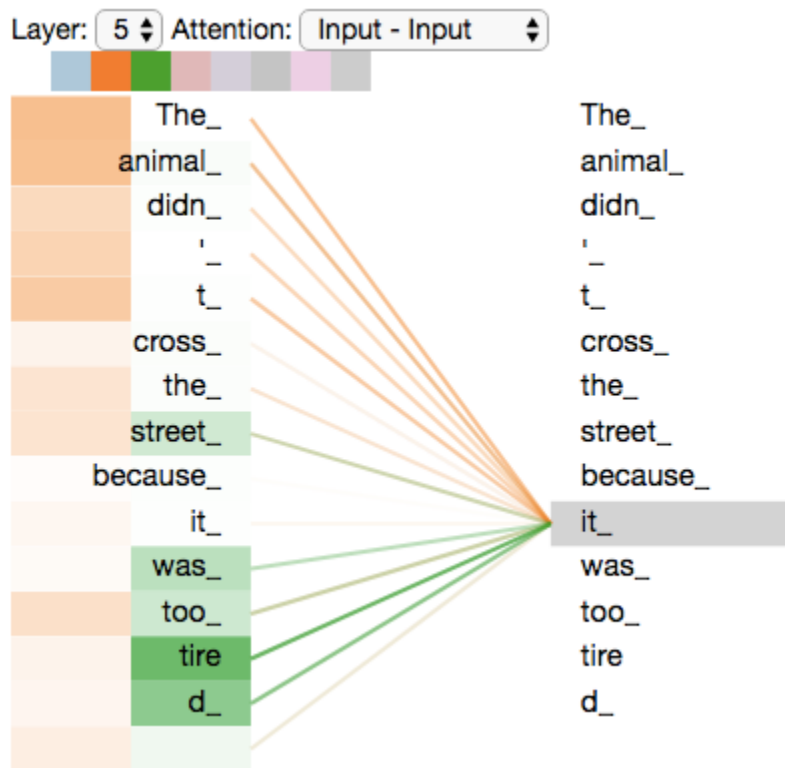 Layer: 5 Attention: Input - Input
The_ The_
animal_ animal_
didn_ didn_
'_ '_
t_ t_
cross_ cross_
the_ the_
street_ street_
because_ because_
it_ it_
was_ was_
too_ too_
tire tire
d_ d_